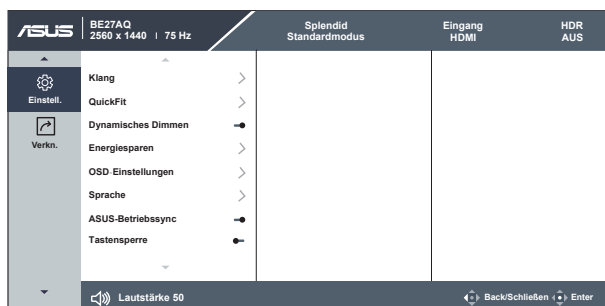 ASUS
BE27AQ
2560 x 1440 | 75 Hz
Splendid
Standardmodus
Eingang
HDMI
HDR
AUS
Einstell.
Verkn.
Klang
QuickFit
Dynamisches Dimmen
Energiesparen
OSD-Einstellungen
Sprache
ASUS-Betriebssync
Tastensperre
Lautstärke 50
Back/Schließen
Enter